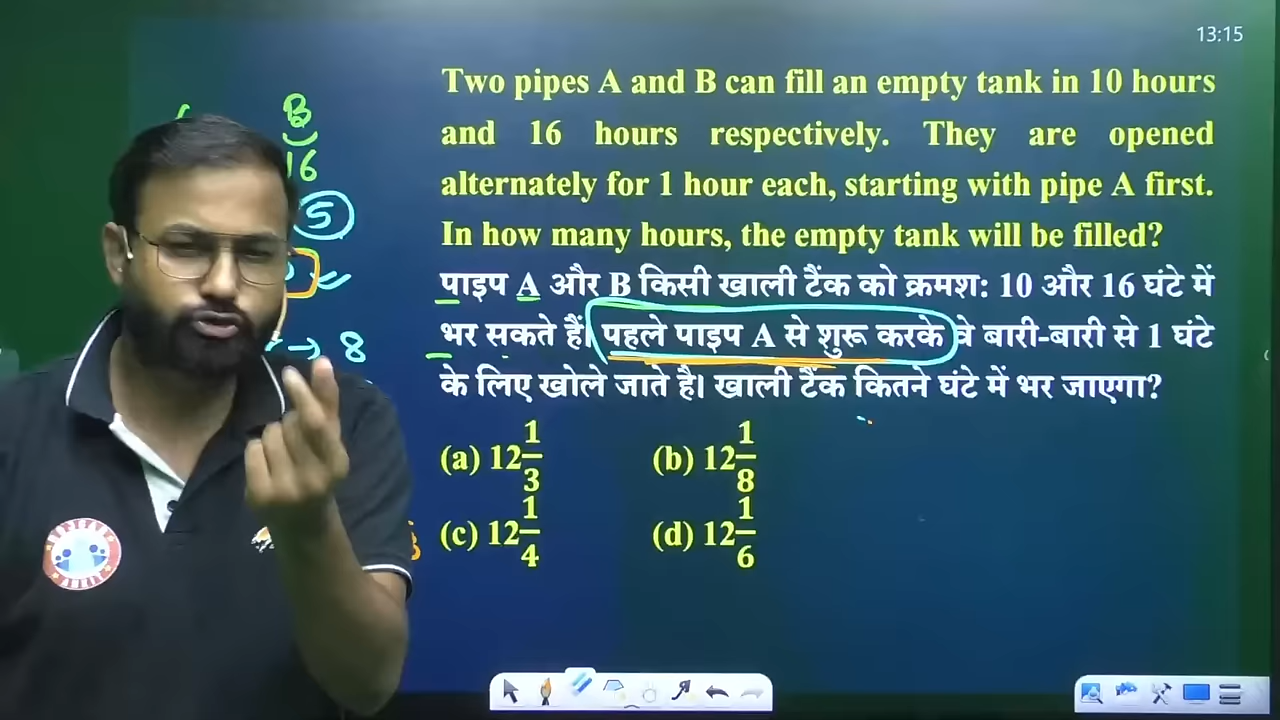 13:15
Two pipes A and B can fill an empty tank in 10 hours
and 16 hours respectively. They are opened
alternately for 1 hour each, starting with pipe A first.
In how many hours, the empty tank will be filled?
पाइप A और B किसी खाली टैंक को क्रमश: 10 और 16 घंटे में
भर सकते हैं। पहले पाइप A से शुरू करके वे बारी-बारी से 1 घंटे
के लिए खोले जाते है। खाली टैंक कितने घंटे में भर जाएगा?
(a) 12 1/3 (b) 12 1/8
(c) 12 1/4 (d) 12 1/6
B
16
5
→ 8